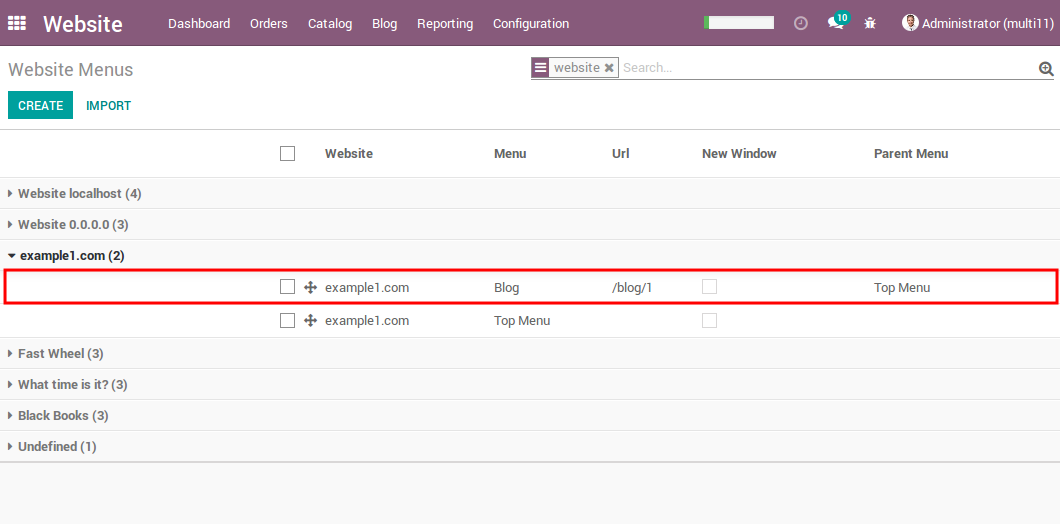 Website Dashboard Orders Catalog Blog Reporting Configuration 10 Administrator (multi11)
Website Menus website Search...
CREATE IMPORT
Website Menu Url New Window Parent Menu
Website localhost (4)
Website 0.0.0.0 (3)
example1.com (2)
example1.com Blog /blog/1 Top Menu
example1.com Top Menu
Fast Wheel (3)
What time is it? (3)
Black Books (3)
Undefined (1)